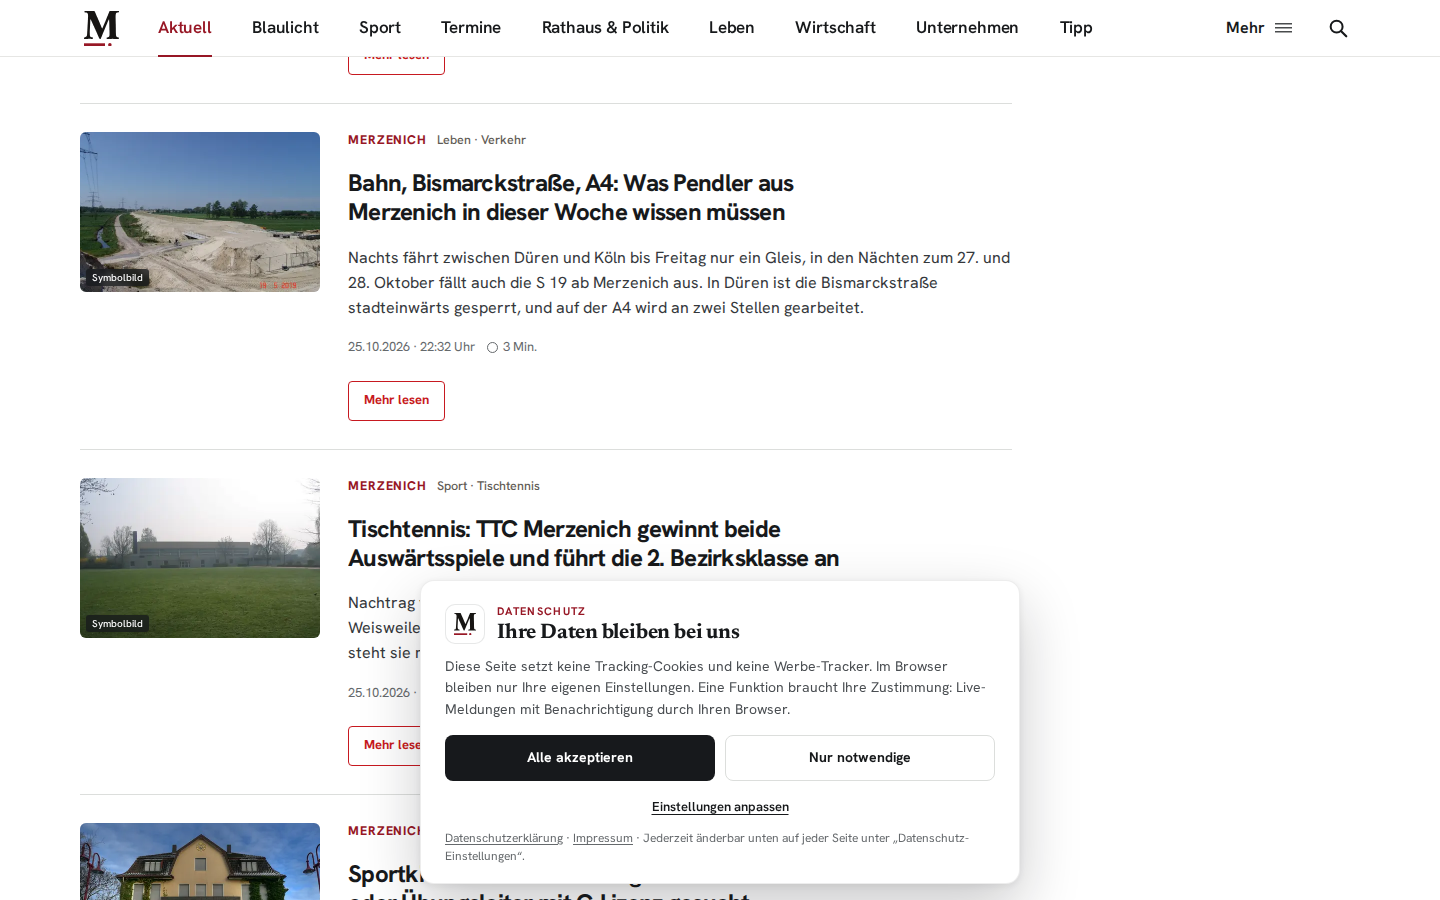 M
Aktuell Blaulicht Sport Termine Rathaus & Politik Leben Wirtschaft Unternehmen Tipp Mehr
MERZENICH Leben · Verkehr
Bahn, Bismarckstraße, A4: Was Pendler aus
Merzenich in dieser Woche wissen müssen
Nachts fährt zwischen Düren und Köln bis Freitag nur ein Gleis, in den Nächten zum 27. und
28. Oktober fällt auch die S 19 ab Merzenich aus. In Düren ist die Bismarckstraße
stadteinwärts gesperrt, und auf der A4 wird an zwei Stellen gearbeitet.
Symbolbild
25.10.2026 · 22:32 Uhr 3 Min.
Mehr lesen
MERZENICH Sport · Tischtennis
Tischtennis: TTC Merzenich gewinnt beide
Auswärtsspiele und führt die 2. Bezirksklasse an
Nachtrag
Weisweile
steht sie
Symbolbild
25.10.2026 ·
Mehr lese
MERZENICH
M
DATENSCHUTZ
Ihre Daten bleiben bei uns
Diese Seite setzt keine Tracking-Cookies und keine Werbe-Tracker. Im Browser
bleiben nur Ihre eigenen Einstellungen. Eine Funktion braucht Ihre Zustimmung: Live-
Meldungen mit Benachrichtigung durch Ihren Browser.
Alle akzeptieren Nur notwendige
Einstellungen anpassen
Datenschutzerklärung · Impressum · Jederzeit änderbar unten auf jeder Seite unter „Datenschutz-
Einstellungen“.